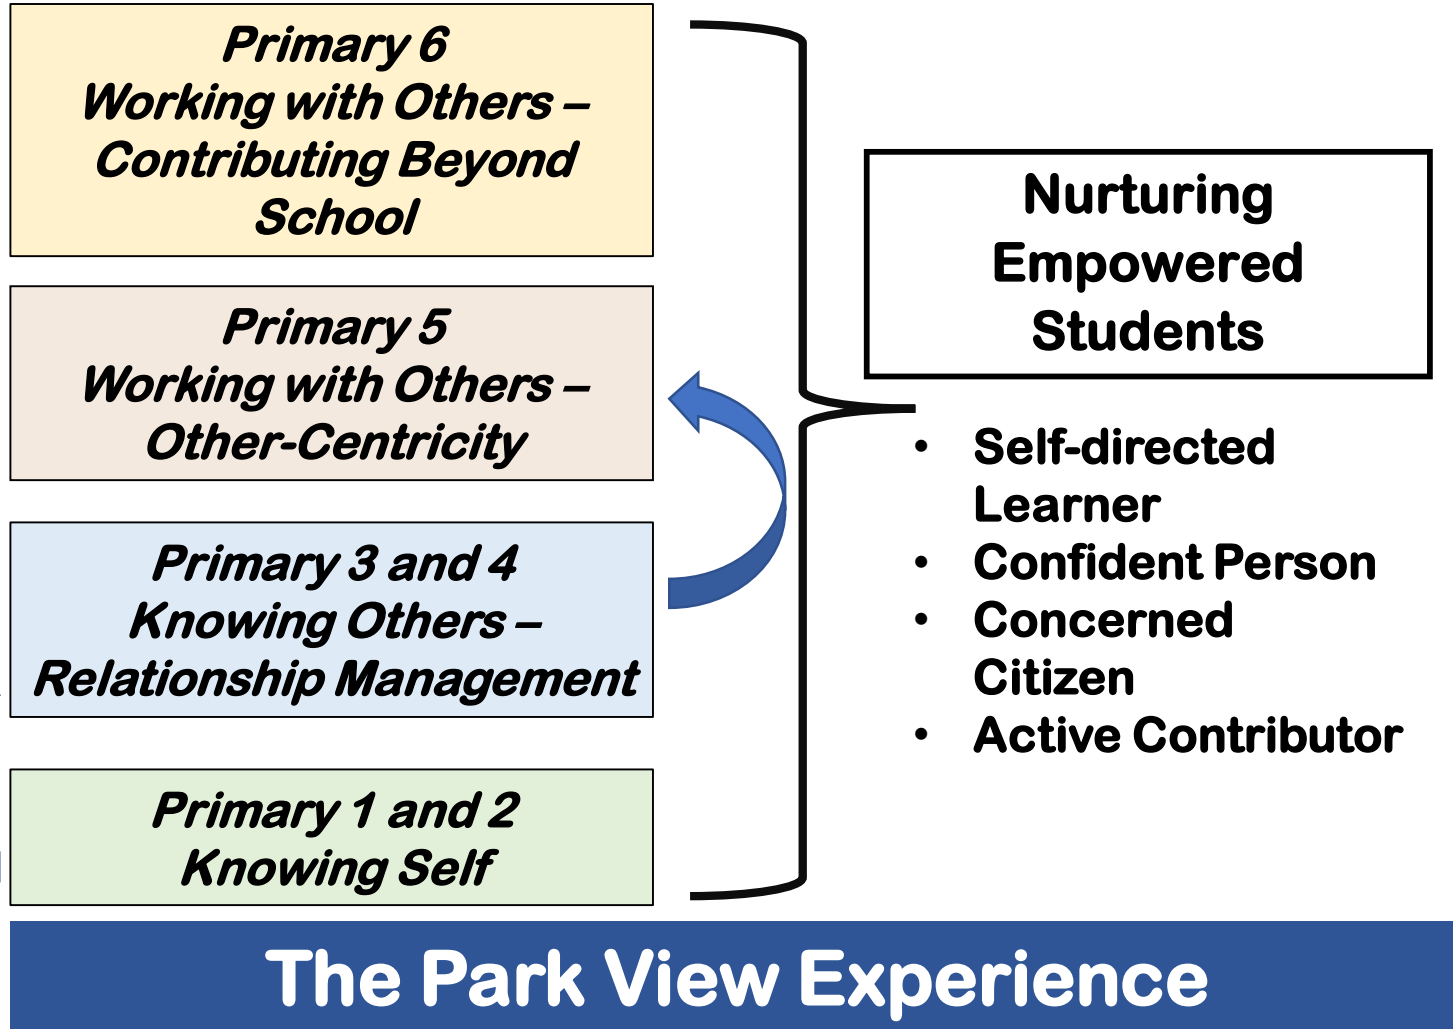 Primary 6
Working with Others –
Contributing Beyond
School
Primary 5
Working with Others –
Other-Centricity
Primary 3 and 4
Knowing Others –
Relationship Management
Primary 1 and 2
Knowing Self
Nurturing
Empowered
Students
• Self-directed
Learner
• Confident Person
• Concerned
Citizen
• Active Contributor
The Park View Experience